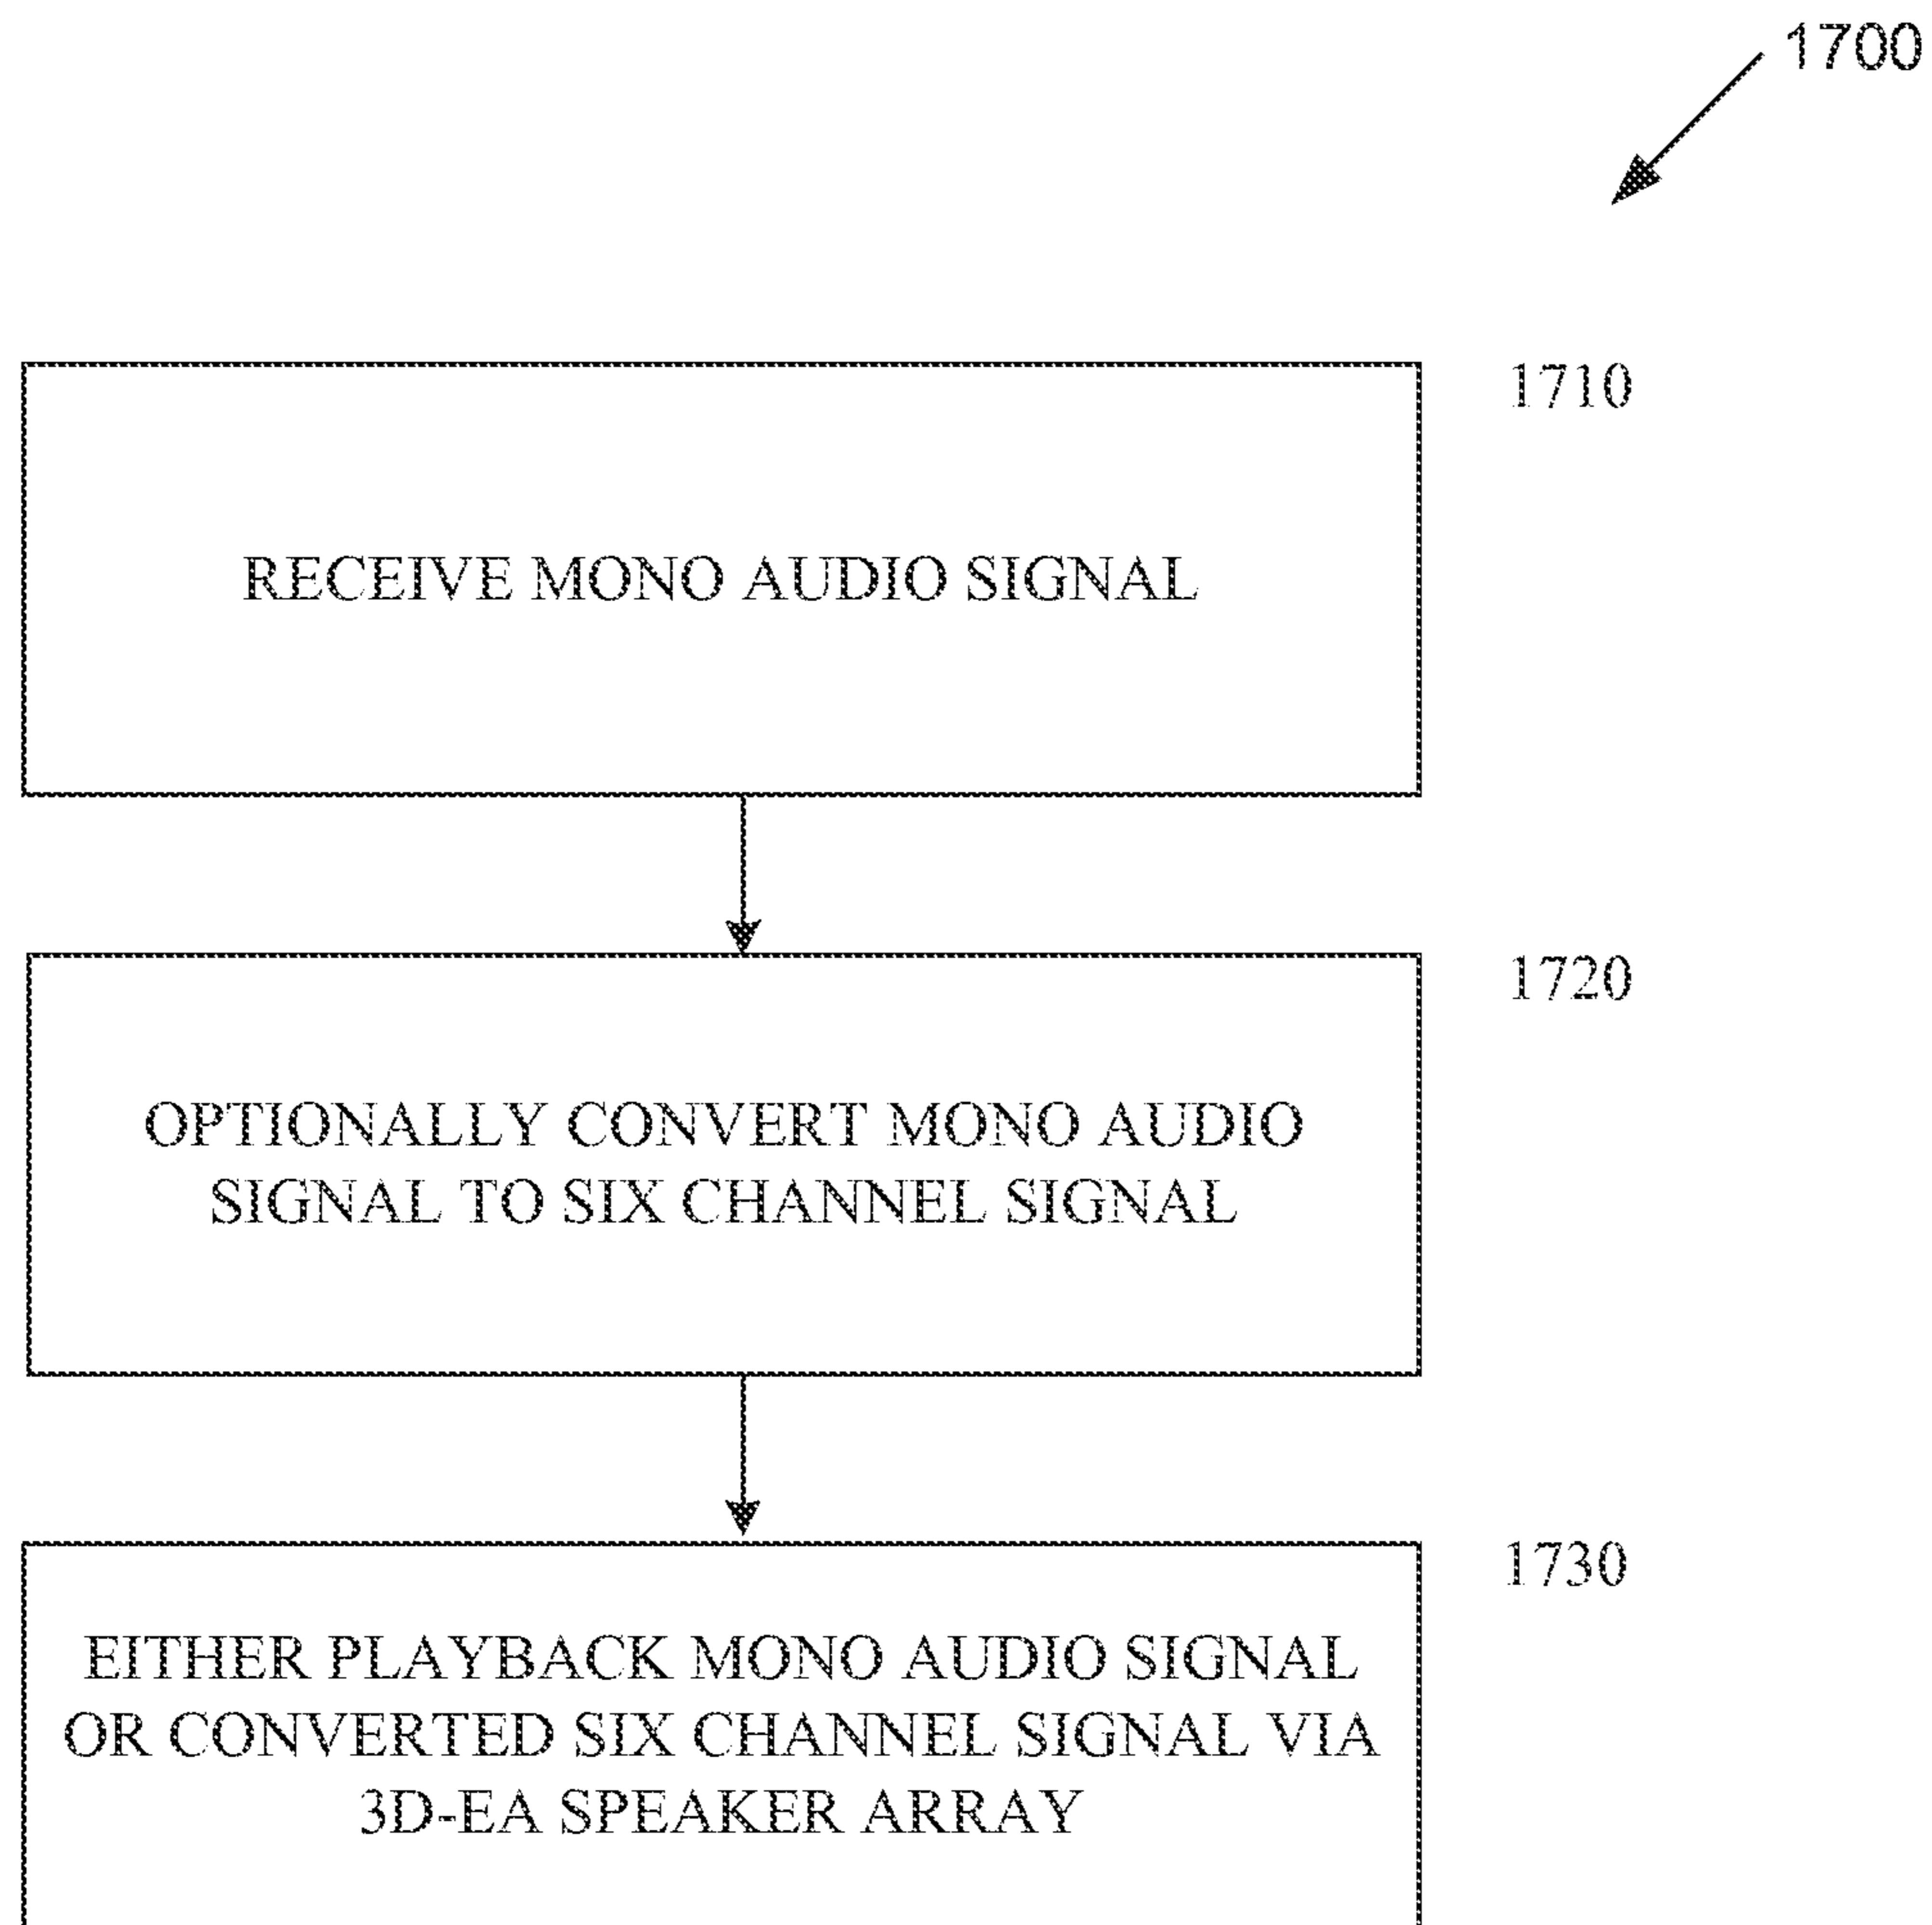 1700
1710
RECEIVE MONO AUDIO SIGNAL
1720
OPTIONALLY CONVERT MONO AUDIO
SIGNAL TO SIX CHANNEL SIGNAL
1730
EITHER PLAYBACK MONO AUDIO SIGNAL
OR CONVERTED SIX CHANNEL SIGNAL VIA
3D-EA SPEAKER ARRAY